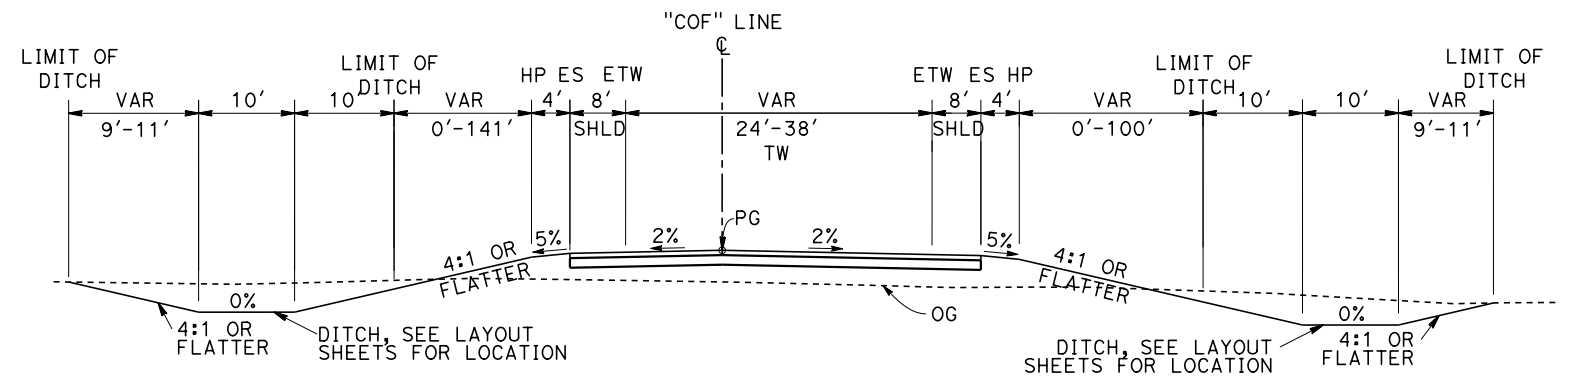 "COF" LINE
℄
LIMIT OF
DITCH
LIMIT OF
DITCH
HP ES ETW
ETW ES HP
LIMIT OF
DITCH
LIMIT OF
DITCH
VAR 10' 10' VAR 4' 8' VAR 8' 4' VAR 10' 10' VAR
9'-11' 0'-141' SHLD 24'-38' SHLD 0'-100' 9'-11'
TW
PG
5% 2% 2% 5%
4:1 OR
FLATTER
4:1 OR
FLATTER
0%
0%
OG
4:1 OR
FLATTER
DITCH, SEE LAYOUT
SHEETS FOR LOCATION
DITCH, SEE LAYOUT
SHEETS FOR LOCATION
4:1 OR
FLATTER